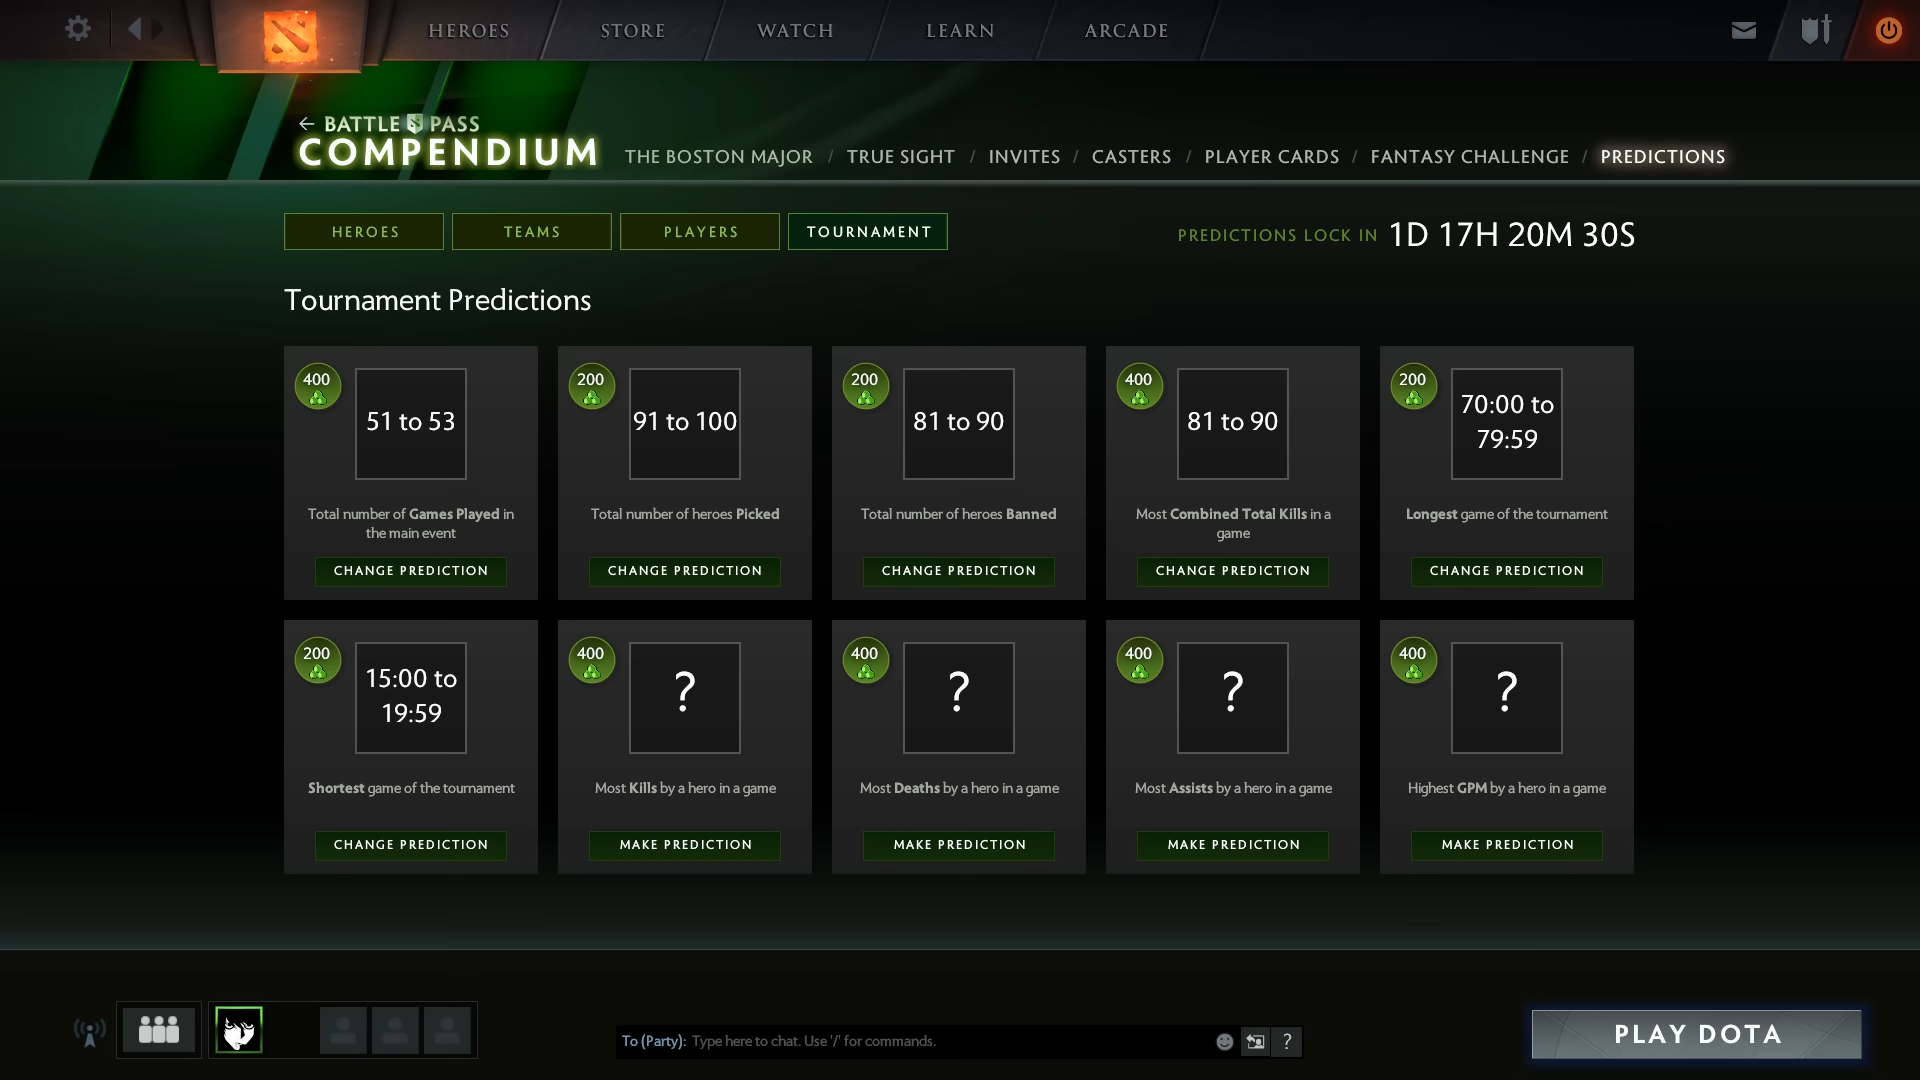 HEROES
STORE
WATCH
LEARN
ARCADE
BATTLE PASS
COMPENDIUM
THE BOSTON MAJOR / TRUE SIGHT / INVITES / CASTERS / PLAYER CARDS / FANTASY CHALLENGE / PREDICTIONS
HEROES
TEAMS
PLAYERS
TOURNAMENT
PREDICTIONS LOCK IN 1D 17H 20M 30S
Tournament Predictions
400
51 to 53
Total number of Games Played in
the main event
CHANGE PREDICTION
200
91 to 100
Total number of heroes Picked
CHANGE PREDICTION
200
81 to 90
Total number of heroes Banned
CHANGE PREDICTION
400
81 to 90
Most Combined Total Kills in a
game
CHANGE PREDICTION
200
70:00 to
79:59
Longest game of the tournament
CHANGE PREDICTION
200
15:00 to
19:59
Shortest game of the tournament
CHANGE PREDICTION
400
?
Most Kills by a hero in a game
MAKE PREDICTION
400
?
Most Deaths by a hero in a game
MAKE PREDICTION
400
?
Most Assists by a hero in a game
MAKE PREDICTION
400
?
Highest GPM by a hero in a game
MAKE PREDICTION
To (Party): Type here to chat. Use '/' for commands.
?
PLAY DOTA